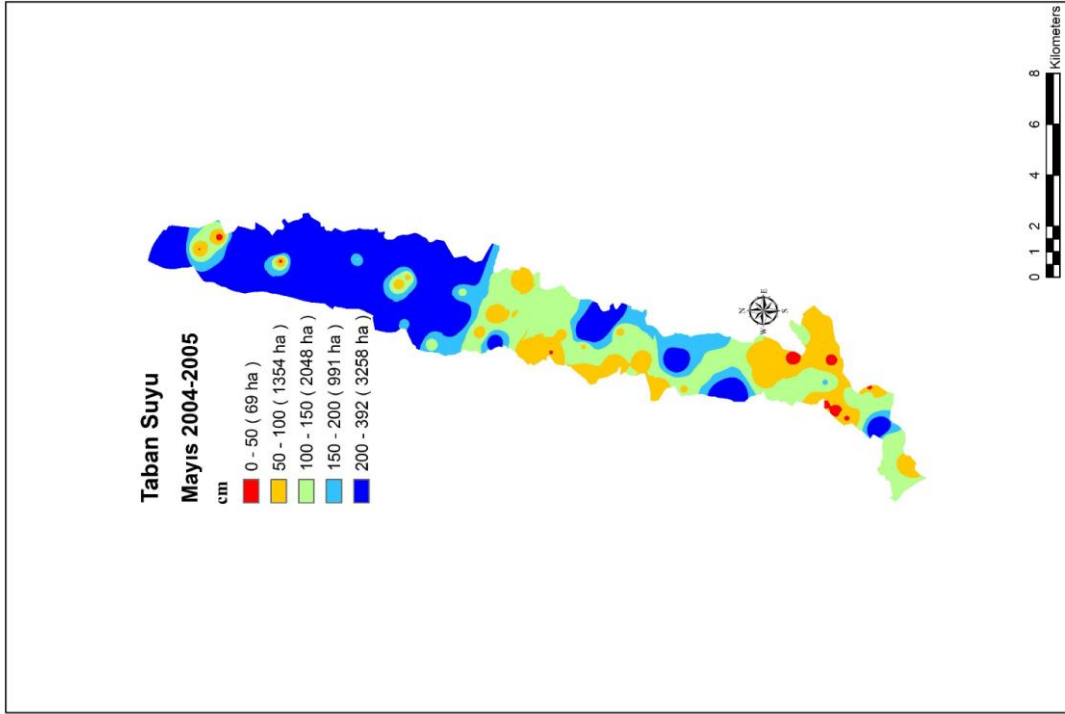 Taban Suyu
Mayıs 2004-2005
cm
0 - 50 ( 69 ha )
50 - 100 ( 1354 ha )
100 - 150 ( 2048 ha )
150 - 200 ( 991 ha )
200 - 392 ( 3258 ha )
N
W E
S
0 1 2 4 6 8
Kilometers